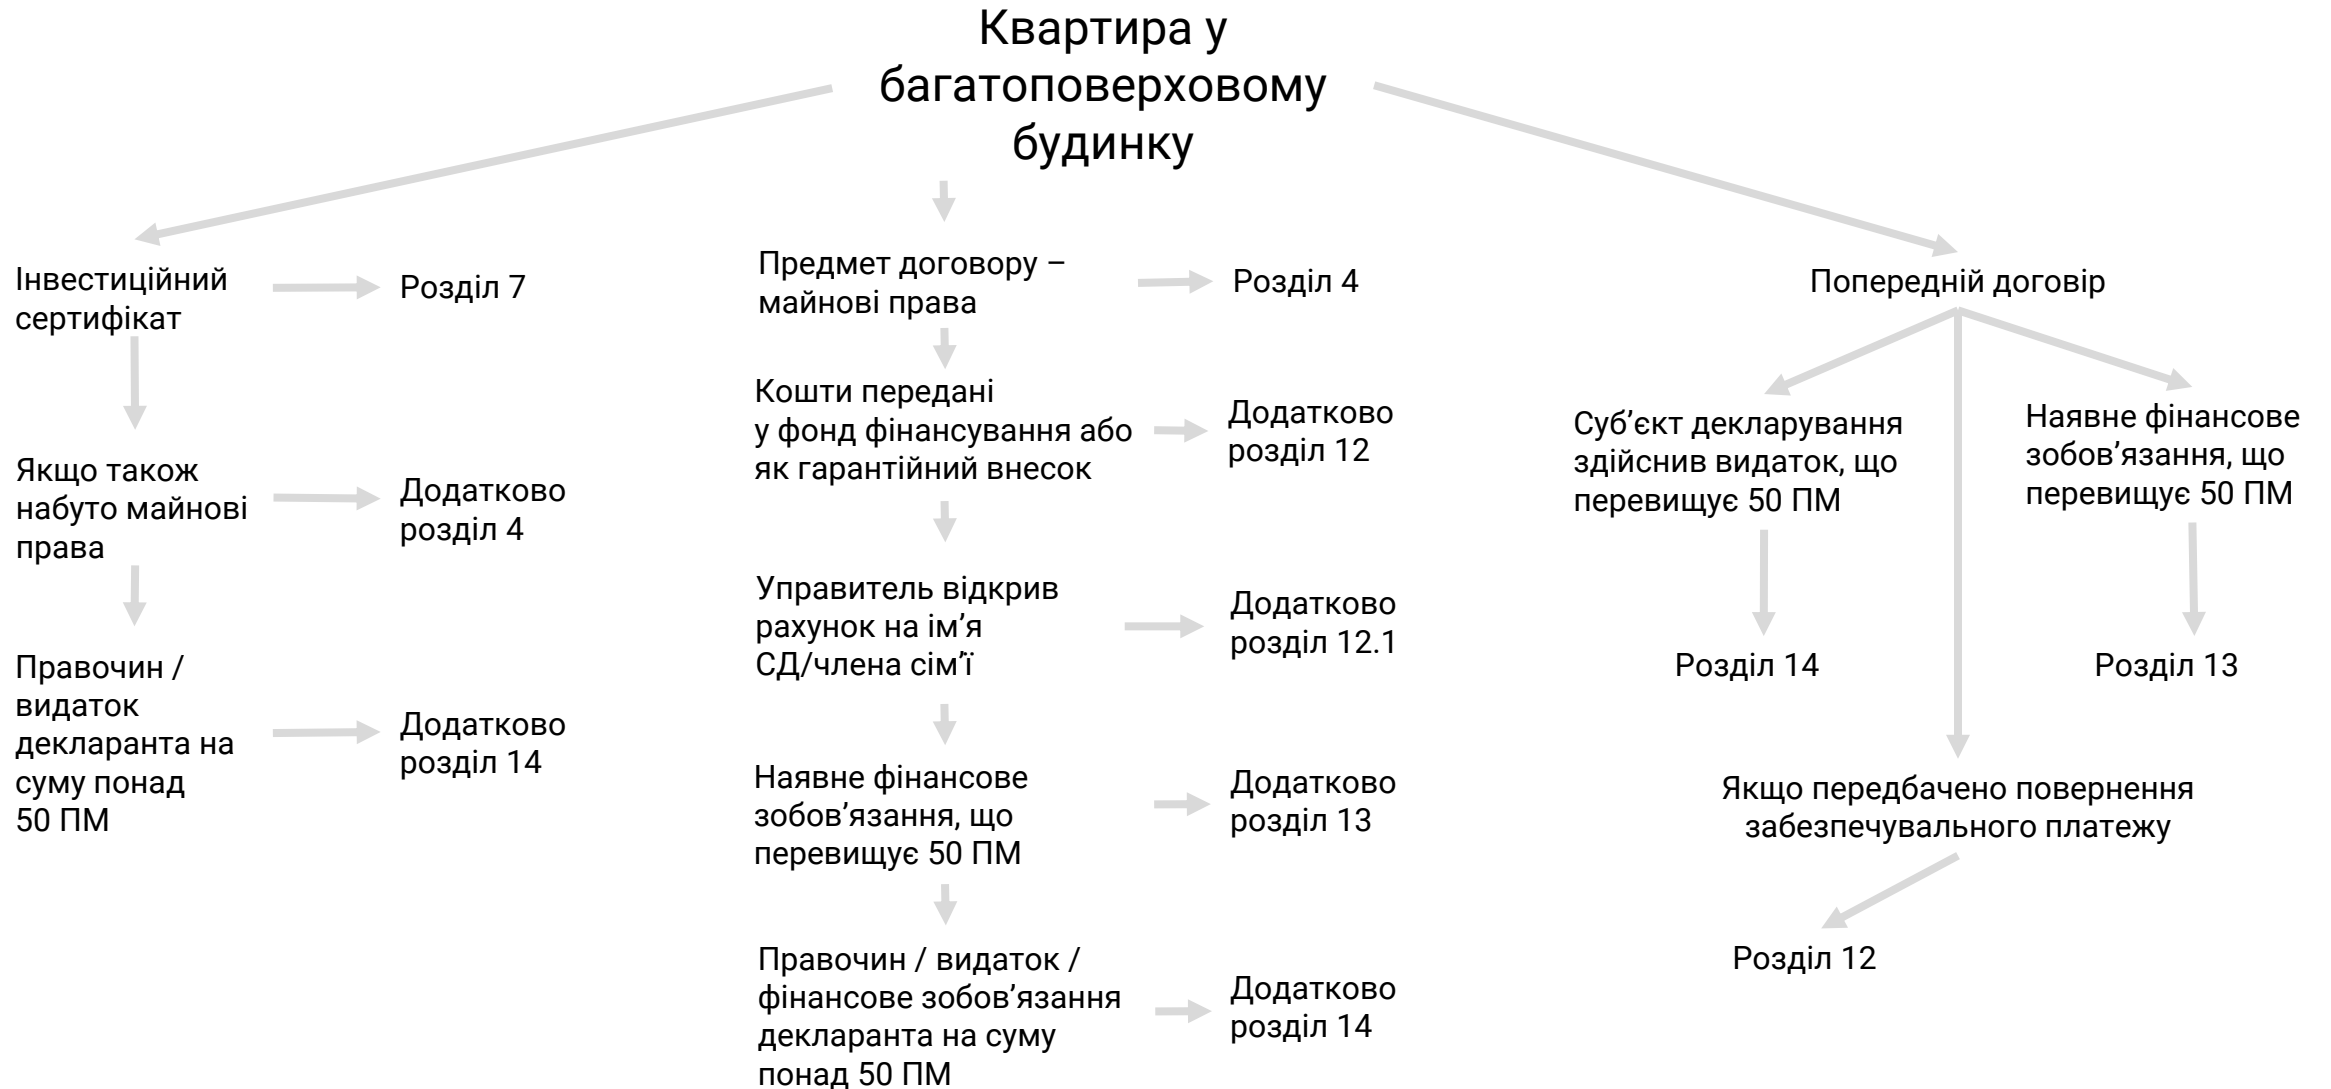 Квартира у
багатоповерховому
будинку
Інвестиційний
сертифікат
Розділ 7
Якщо також
набуто майнові
права
Додатково
розділ 4
Правочин /
видаток
декларанта на
суму понад
50 ПМ
Додатково
розділ 14
Предмет договору –
майнові права
Розділ 4
Кошти передані
у фонд фінансування або
як гарантійний внесок
Додатково
розділ 12
Управитель відкрив
рахунок на ім’я
СД/члена сім’ї
Додатково
розділ 12.1
Наявне фінансове
зобов’язання, що
перевищує 50 ПМ
Додатково
розділ 13
Правочин / видаток /
фінансове зобов’язання
декларанта на суму
понад 50 ПМ
Додатково
розділ 14
Попередній договір
Суб’єкт декларування
здійснив видаток, що
перевищує 50 ПМ
Розділ 14
Наявне фінансове
зобов’язання, що
перевищує 50 ПМ
Розділ 13
Якщо передбачено повернення
забезпечувального платежу
Розділ 12